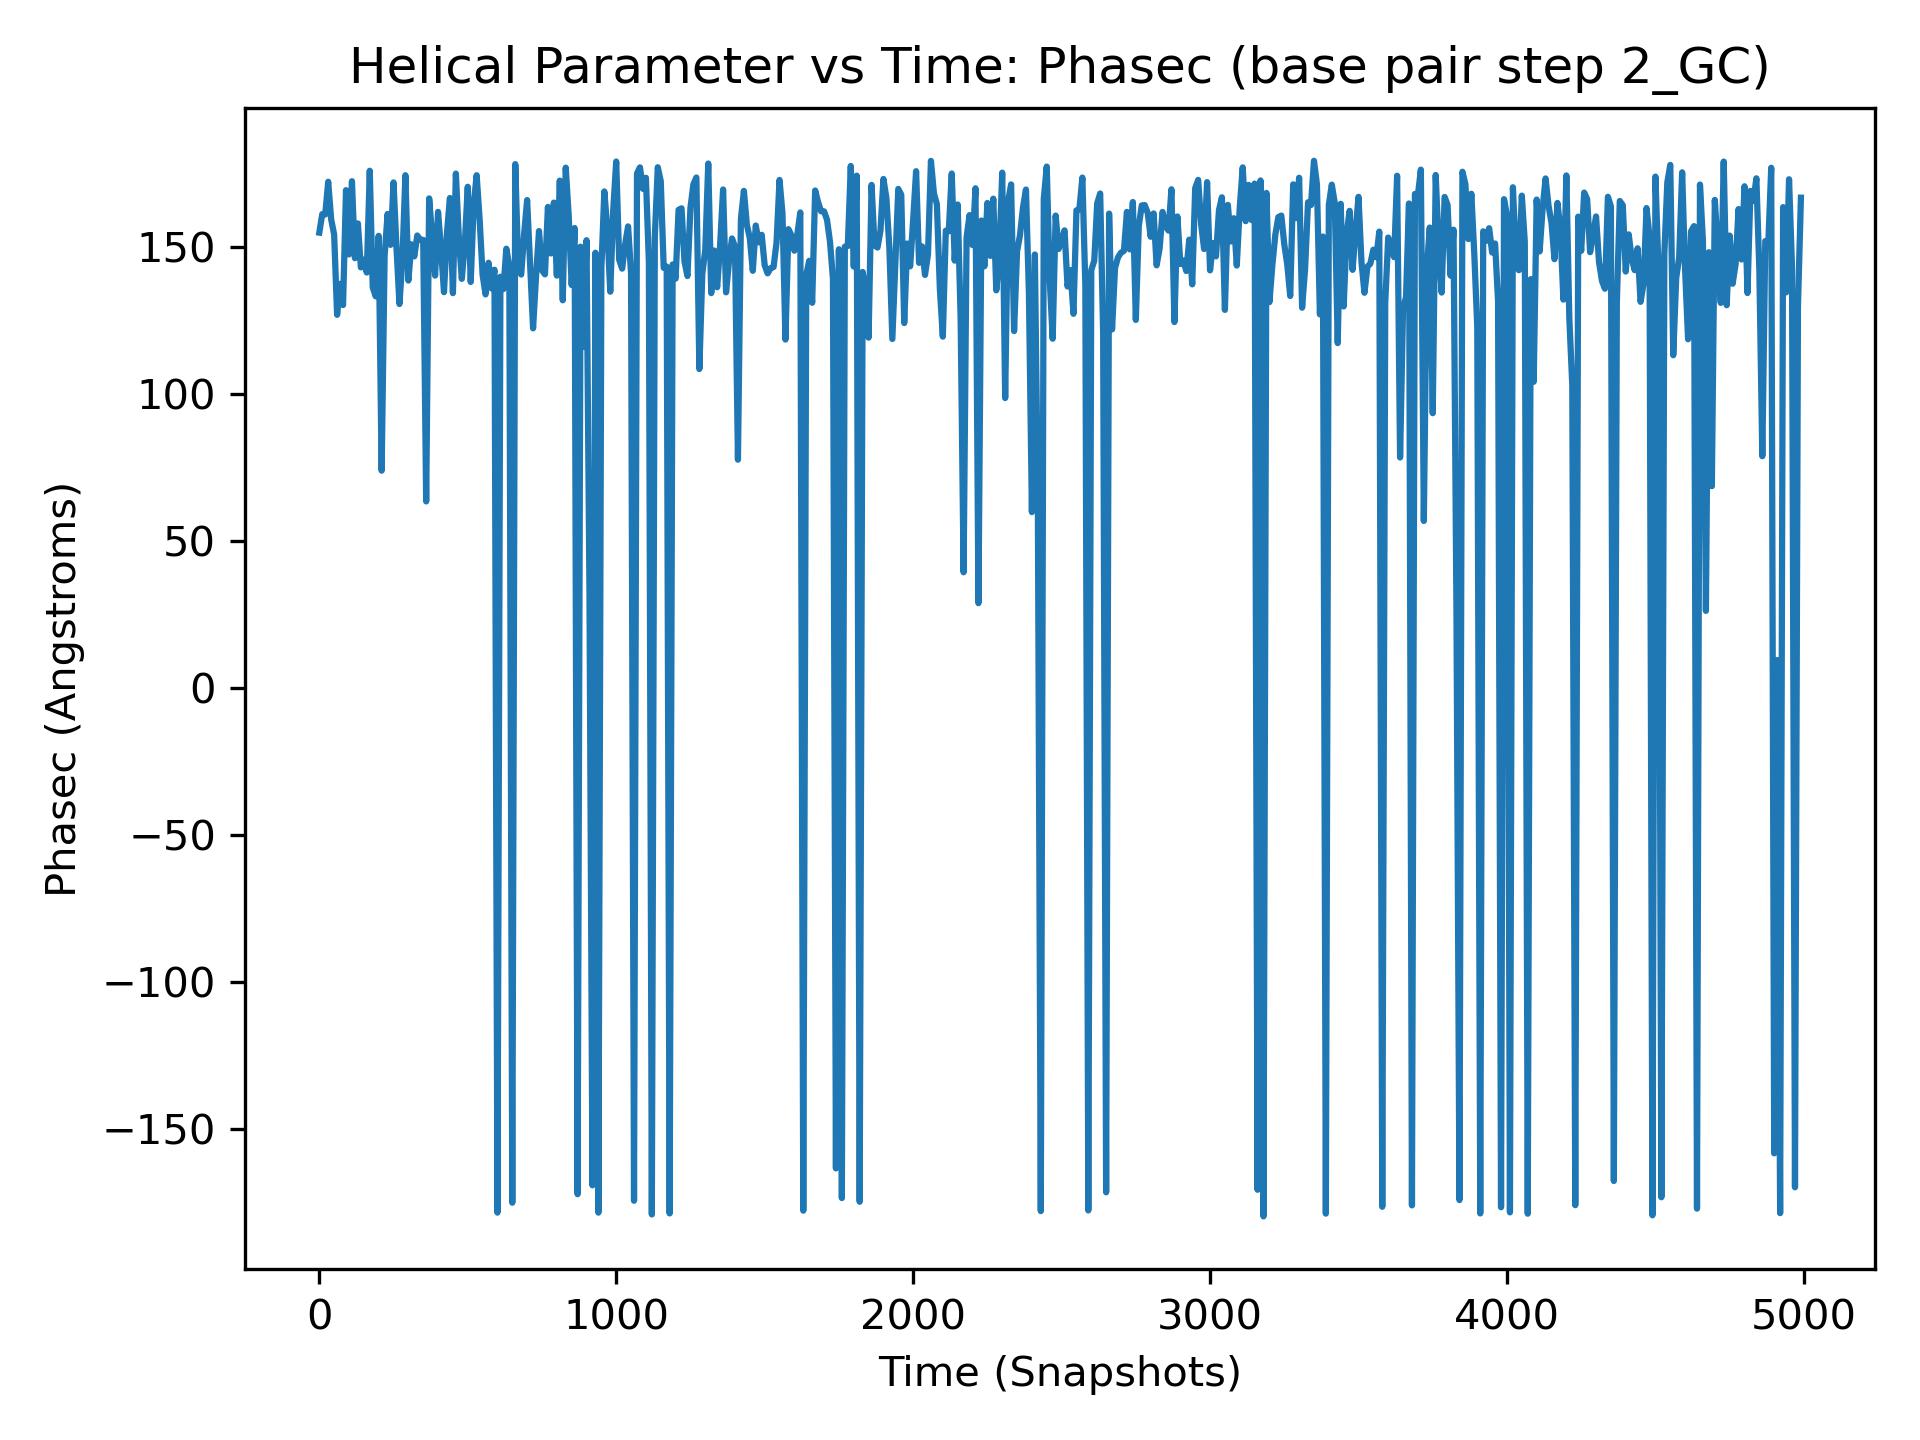 Helical Parameter vs Time: Phasec (base pair step 2_GC)
Phasec (Angstroms)
150
100
50
0
−50
−100
−150
0 1000 2000 3000 4000 5000
Time (Snapshots)